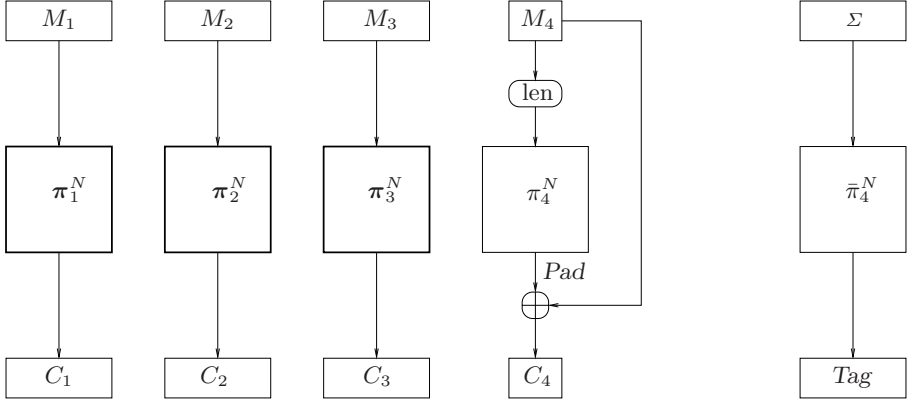 M₁ M₂ M₃ M₄ Σ
len
π₁ᴺ π₂ᴺ π₃ᴺ π₄ᴺ π̄₄ᴺ
Pad
C₁ C₂ C₃ C₄ Tag